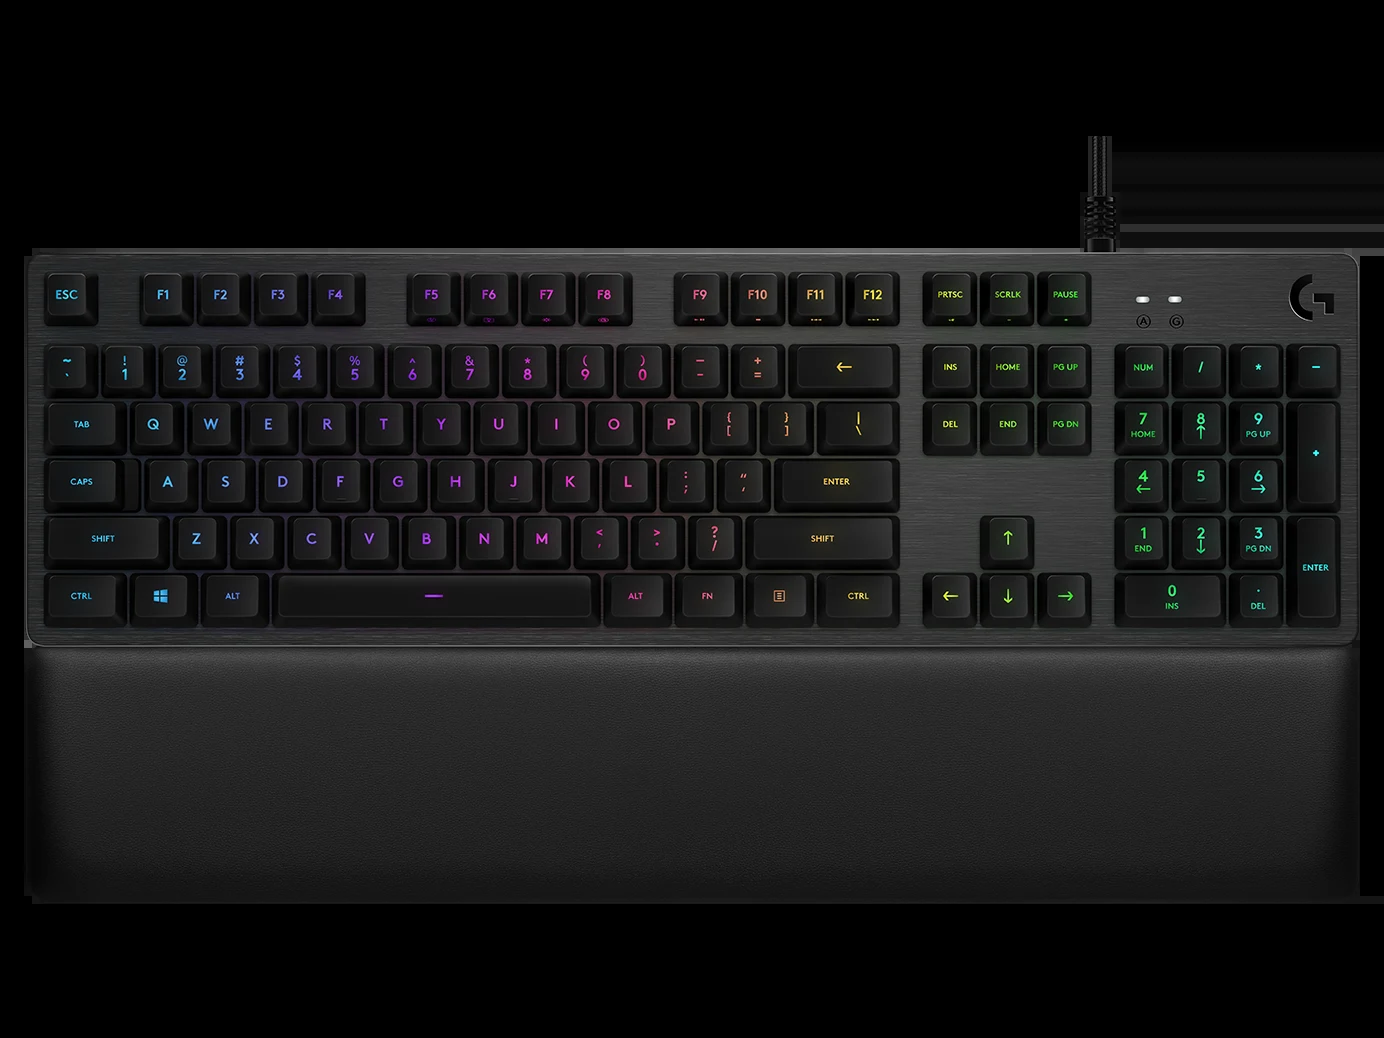 ESC F1 F2 F3 F4 F5 F6 F7 F8 F9 F10 F11 F12 PRTSC SCRLK PAUSE
A G
~ ! @ # $ % ^ & * ( ) — +
` 1 2 3 4 5 6 7 8 9 0 - = ← INS HOME PG UP NUM / * −
TAB Q W E R T Y U I O P { } | DEL END PG DN 7 8 9 +
[ ] \ HOME ↑ PG UP
CAPS A S D F G H J K L : “ ENTER 4 5 6
; , ← →
SHIFT Z X C V B N M < > ? SHIFT ↑ 1 2 3 ENTER
, . / END ↓ PG DN
CTRL ALT ALT FN CTRL ← ↓ → 0 .
INS DEL